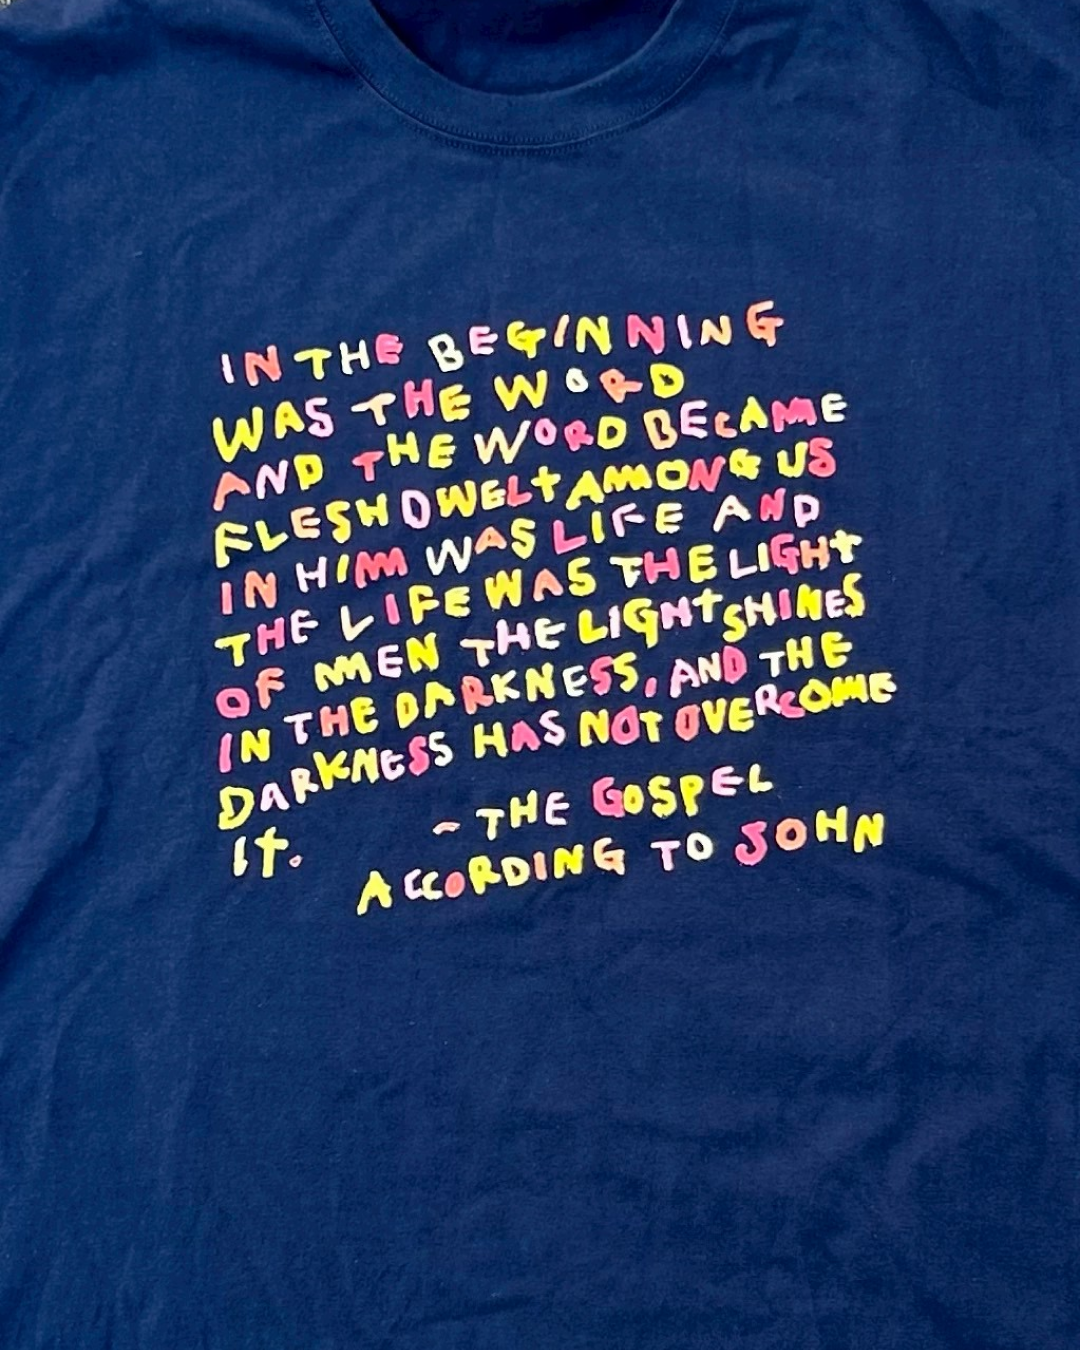 IN THE BEGINNING
WAS THE WORD
AND THE WORD BECAME
FLESH DWELT AMONG US
IN HIM WAS LIFE AND
THE LIFE WAS THE LIGHT
OF MEN THE LIGHT SHINES
IN THE DARKNESS, AND THE
DARKNESS HAS NOT OVERCOME
IT. - THE GOSPEL
ACCORDING TO JOHN